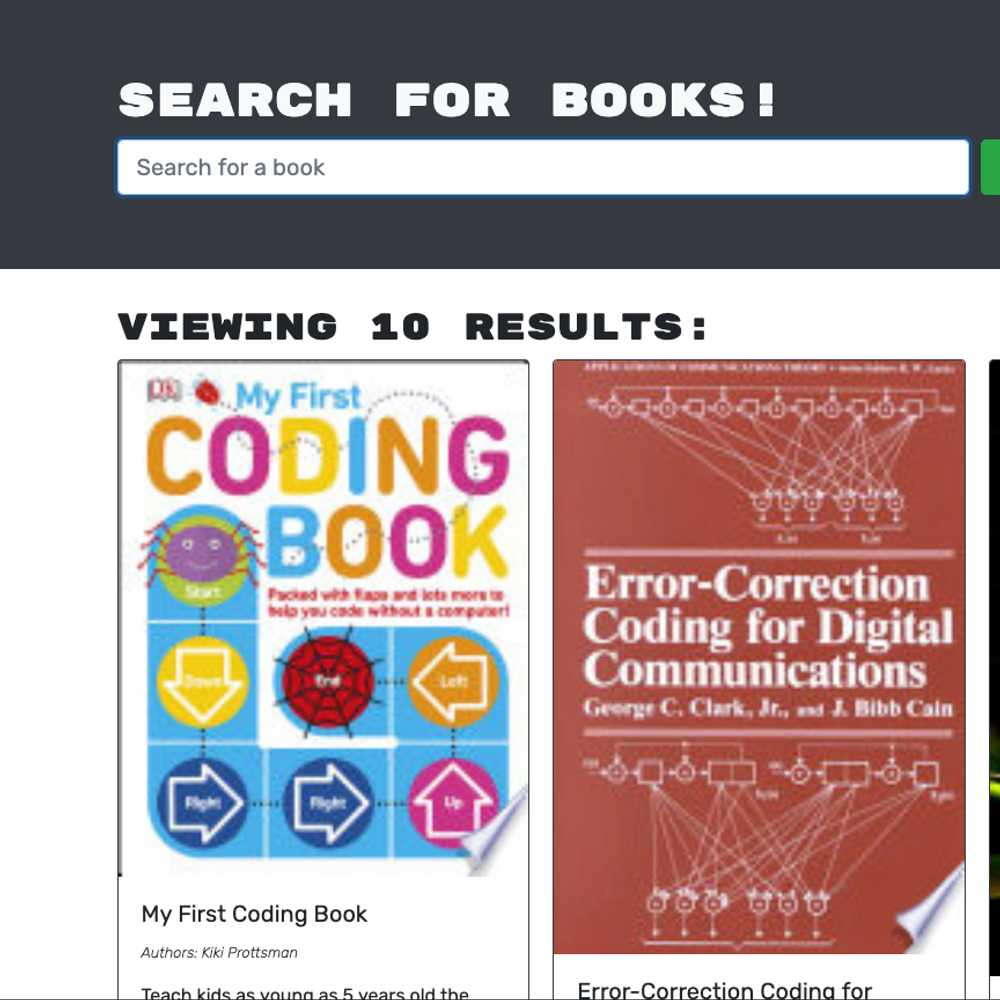 SEARCH FOR BOOKS!
Search for a book
VIEWING 10 RESULTS:
DK
My First
CODING
BOOK
Start
Packed with flaps and lots more to
help you code without a computer!
Down
End
Left
Right
Right
Up
My First Coding Book
Authors: Kiki Prottsman
Teach kids as young as 5 years old the
Error-Correction
Coding for Digital
Communications
George C. Clark, Jr., and J. Bibb Cain
Error-Correction Coding for